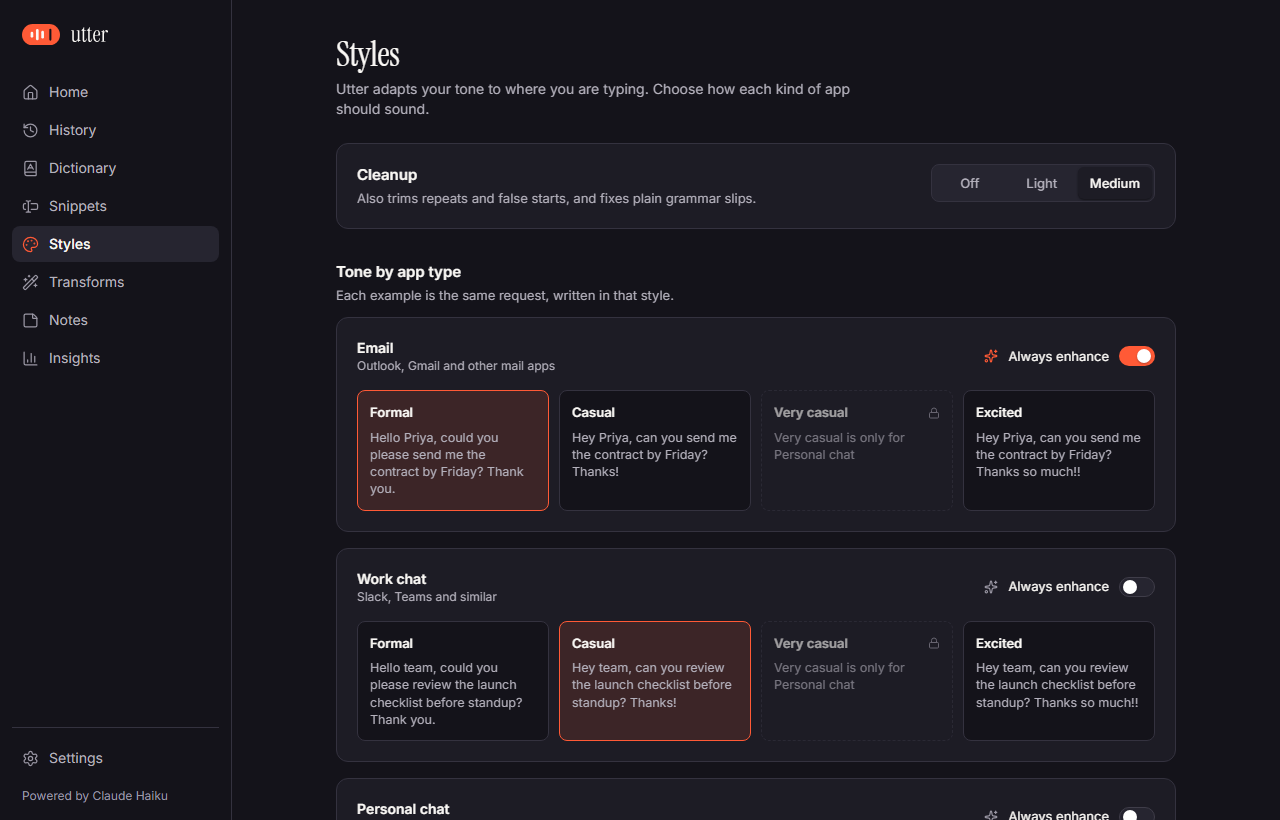 utter
Home
History
Dictionary
Snippets
Styles
Transforms
Notes
Insights
Settings
Powered by Claude Haiku
Styles
Utter adapts your tone to where you are typing. Choose how each kind of app
should sound.
Cleanup
Also trims repeats and false starts, and fixes plain grammar slips.
Off
Light
Medium
Tone by app type
Each example is the same request, written in that style.
Email
Outlook, Gmail and other mail apps
Always enhance
Formal
Hello Priya, could you
please send me the
contract by Friday? Thank
you.
Casual
Hey Priya, can you send me
the contract by Friday?
Thanks!
Very casual
Very casual is only for
Personal chat
Excited
Hey Priya, can you send me
the contract by Friday?
Thanks so much!!
Work chat
Slack, Teams and similar
Always enhance
Formal
Hello team, could you
please review the launch
checklist before standup?
Thank you.
Casual
Hey team, can you review
the launch checklist before
standup? Thanks!
Very casual
Very casual is only for
Personal chat
Excited
Hey team, can you review
the launch checklist before
standup? Thanks so much!!
Personal chat
Always enhance